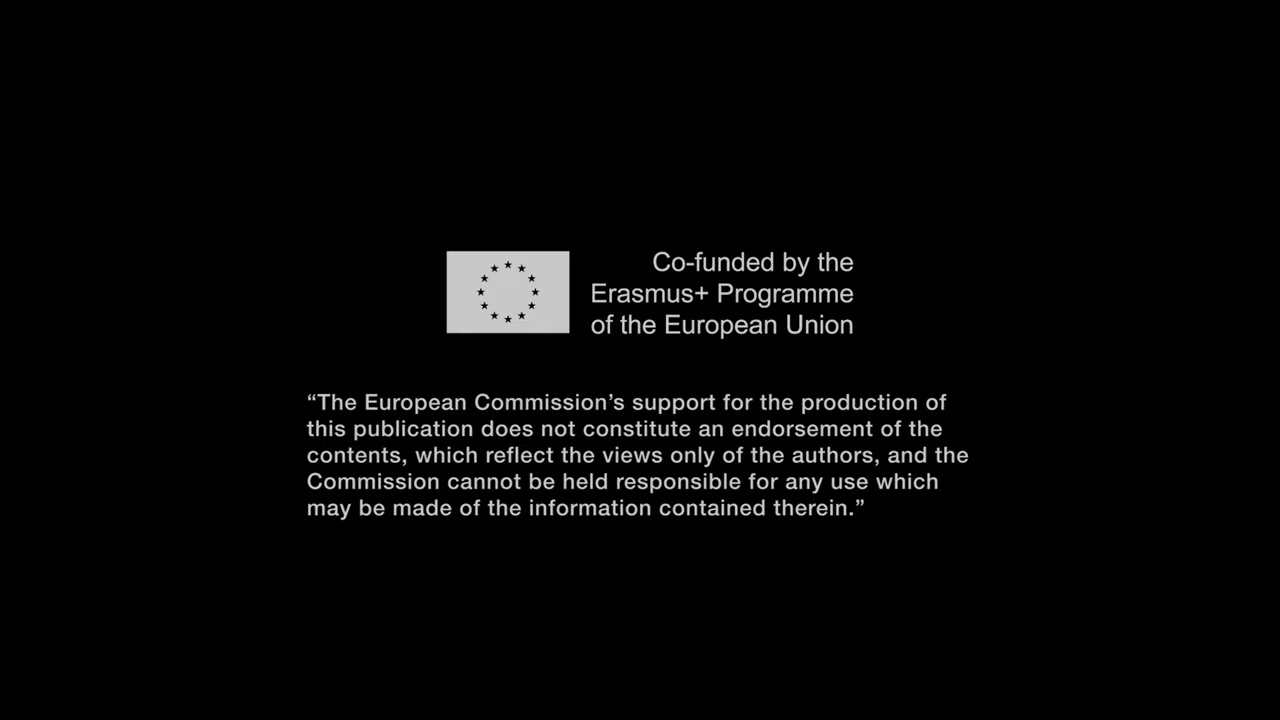 Co-funded by the
Erasmus+ Programme
of the European Union
“The European Commission’s support for the production of
this publication does not constitute an endorsement of the
contents, which reflect the views only of the authors, and the
Commission cannot be held responsible for any use which
may be made of the information contained therein.”